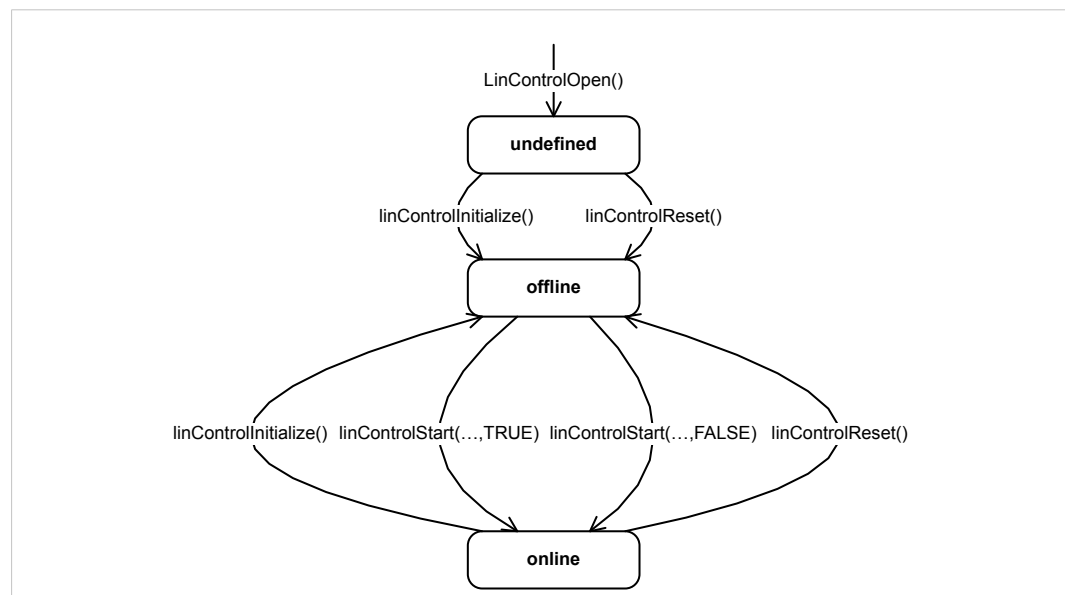 LinControlOpen()
undefined
linControlInitialize()
linControlReset()
offline
linControlInitialize()
linControlStart(…,TRUE)
linControlStart(…,FALSE)
linControlReset()
online